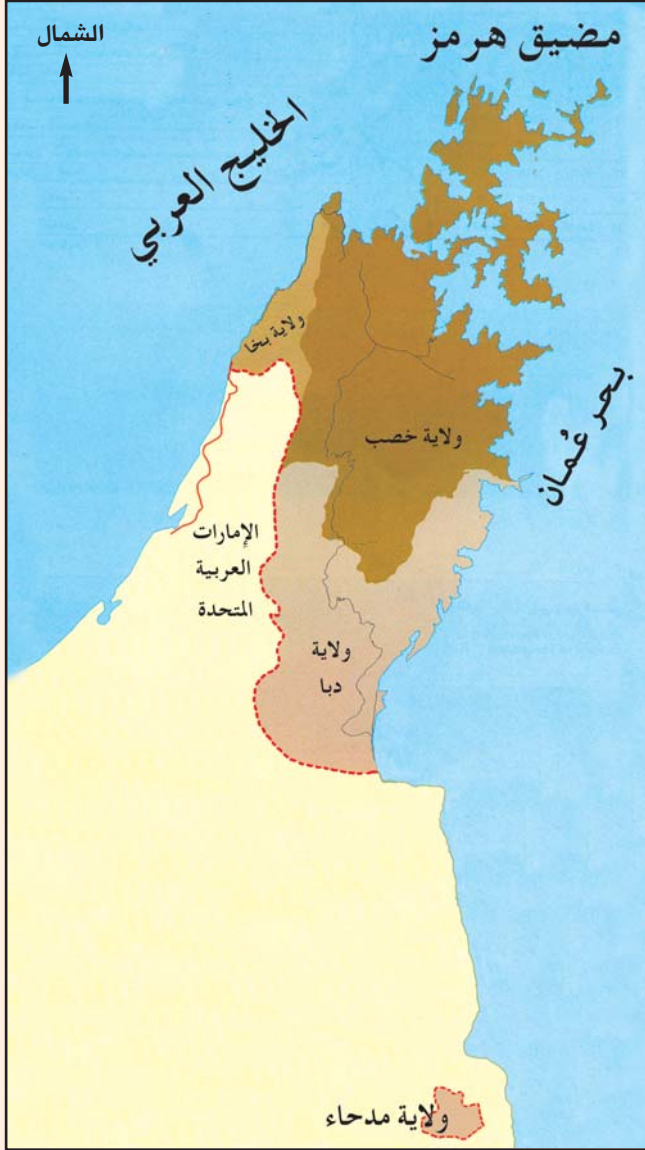 مضيق هرمز
الشمال
الخليج العربي
ولاية بخا
بحر عُمان
ولاية خصب
الإمارات
العربية
المتحدة
ولاية
دبا
ولاية مدحاء